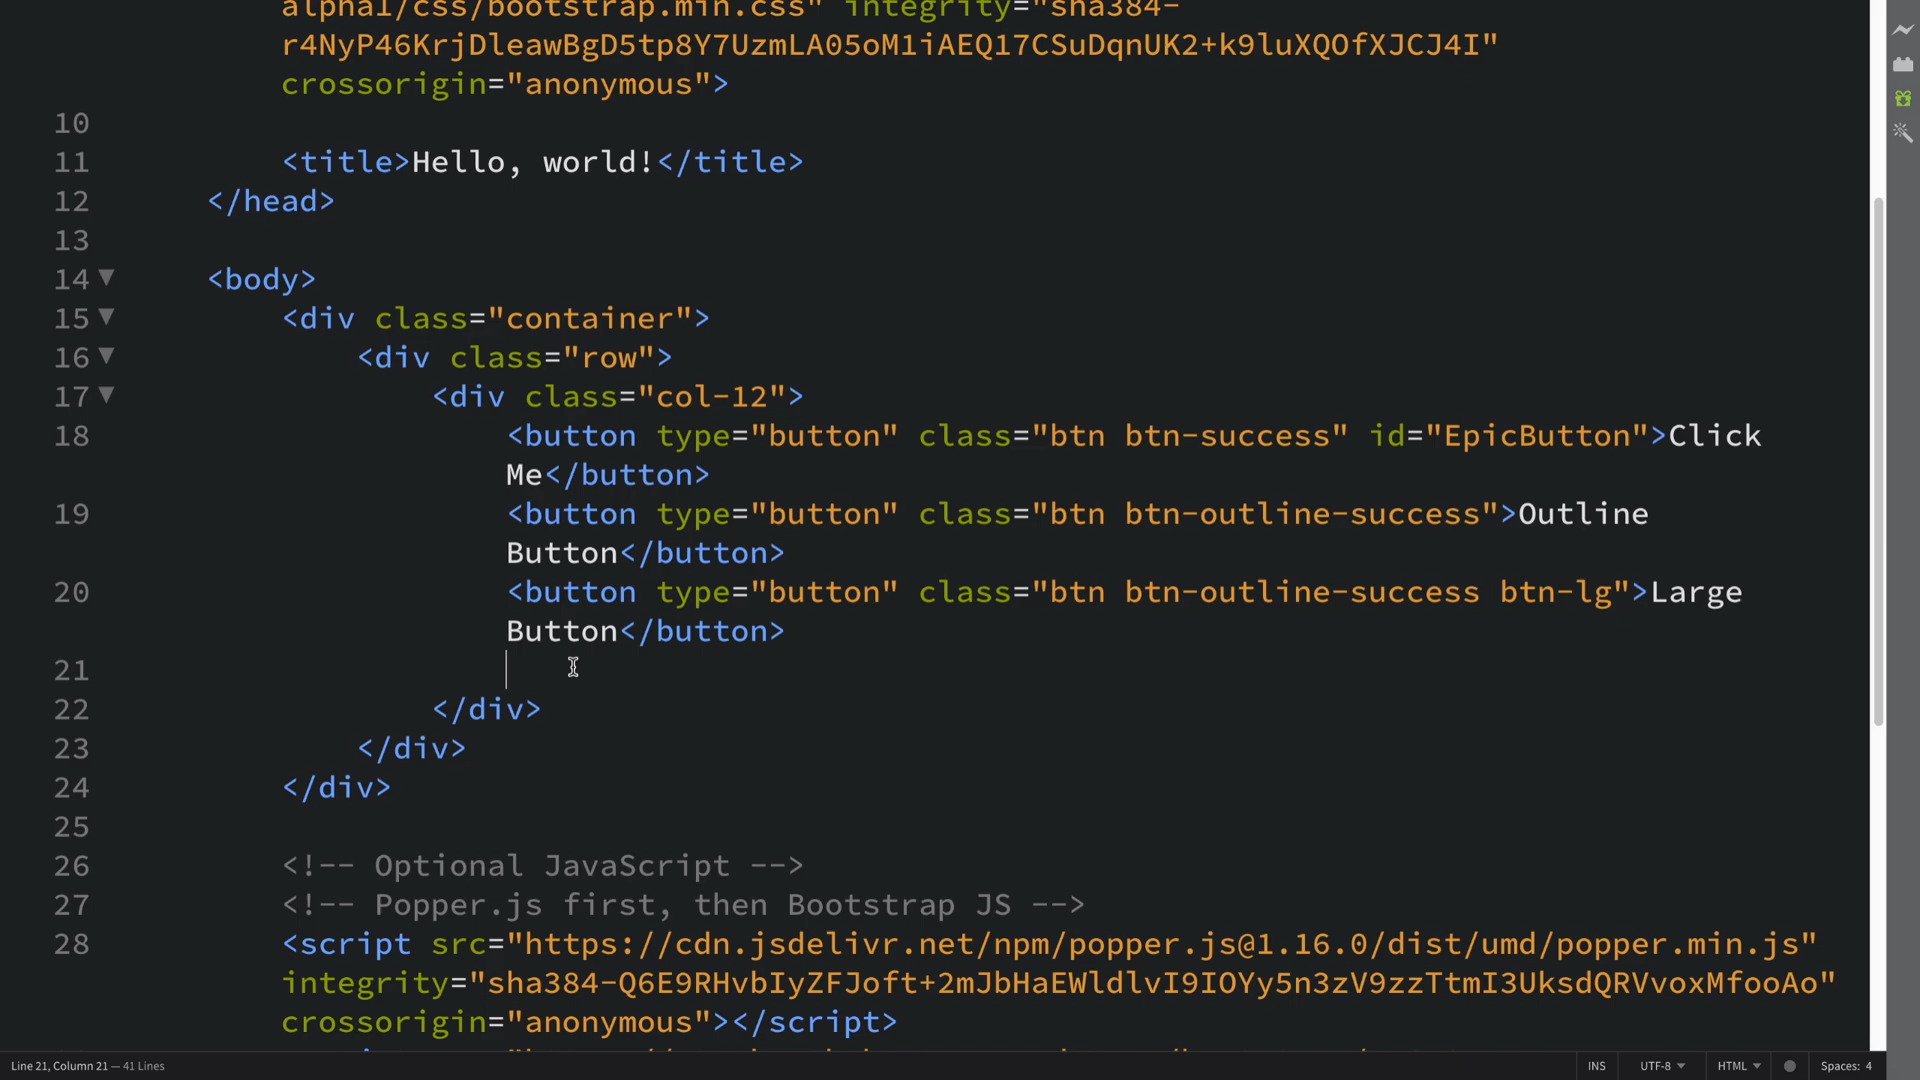 alpha1/css/bootstrap.min.css" integrity="sha384-
r4NyP46KrjDleawBgD5tp8Y7UzmLA05oM1iAEQ17CSuDqnUK2+k9luXQOfXJCJ4I"
crossorigin="anonymous">
10
11 <title>Hello, world!</title>
12 </head>
13
14 <body>
15 <div class="container">
16 <div class="row">
17 <div class="col-12">
18 <button type="button" class="btn btn-success" id="EpicButton">Click
Me</button>
19 <button type="button" class="btn btn-outline-success">Outline
Button</button>
20 <button type="button" class="btn btn-outline-success btn-lg">Large
Button</button>
21
22 </div>
23 </div>
24 </div>
25
26 <!-- Optional JavaScript -->
27 <!-- Popper.js first, then Bootstrap JS -->
28 <script src="https://cdn.jsdelivr.net/npm/popper.js@1.16.0/dist/umd/popper.min.js"
integrity="sha384-Q6E9RHvbIyZFJoft+2mJbHaEWldlvI9IOYy5n3zV9zzTtmI3UksdQRVvoxMfooAo"
crossorigin="anonymous"></script>
Line 21, Column 21 — 41 Lines INS UTF-8 HTML Spaces: 4